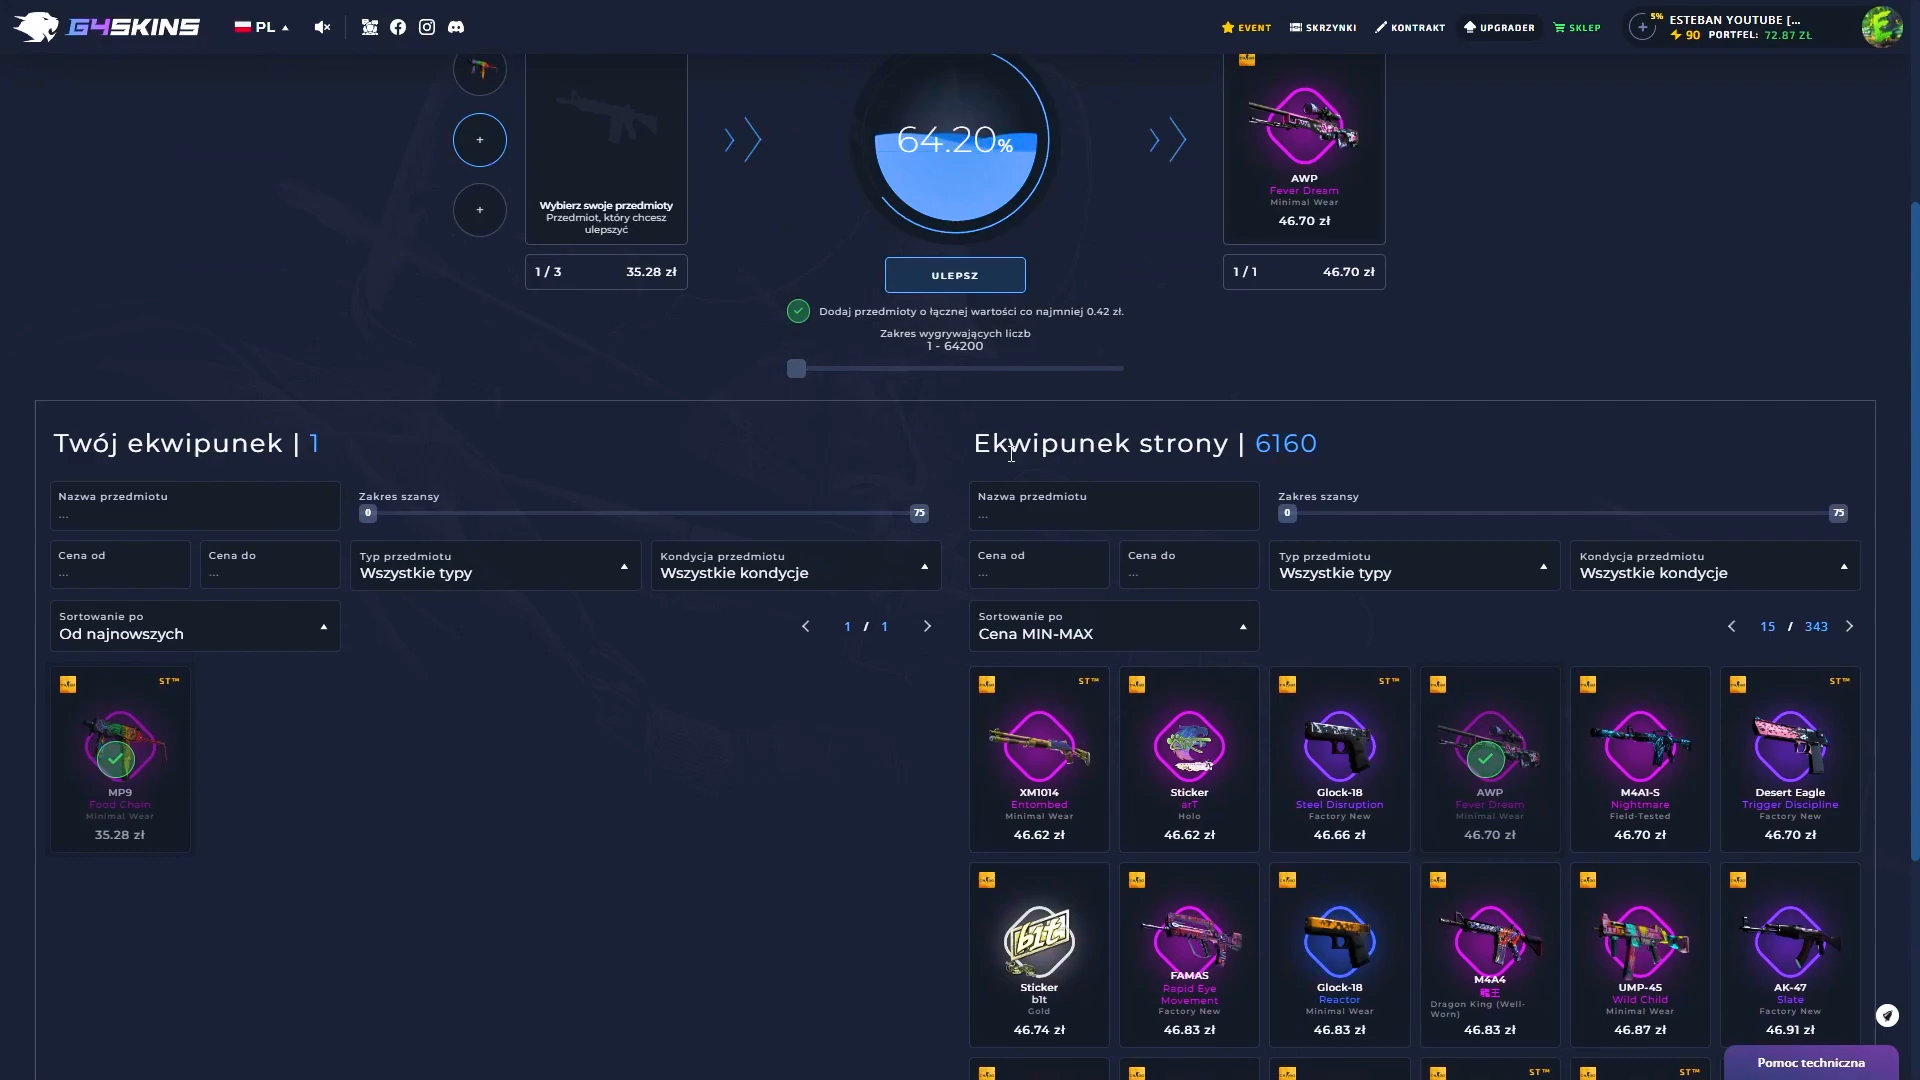 G4SKINS
PL
EVENT
SKRZYNKI
KONTRAKT
UPGRADER
SKLEP
5%
ESTEBAN YOUTUBE [...
90 PORTFEL: 72.87 ZŁ
+
+
Wybierz swoje przedmioty
Przedmiot, który chcesz
ulepszyć
1 / 3 35.28 zł
64.20%
ULEPSZ
Dodaj przedmioty o łącznej wartości co najmniej 0.42 zł.
Zakres wygrywających liczb
1 - 64200
AWP
Fever Dream
Minimal Wear
46.70 zł
1 / 1 46.70 zł
Twój ekwipunek | 1
Nazwa przedmiotu
...
Zakres szansy
0 75
Cena od
...
Cena do
...
Typ przedmiotu
Wszystkie typy
Kondycja przedmiotu
Wszystkie kondycje
Sortowanie po
Od najnowszych
1 / 1
ST™
MP9
Food Chain
Minimal Wear
35.28 zł
Ekwipunek strony | 6160
Nazwa przedmiotu
...
Zakres szansy
0 75
Cena od
...
Cena do
...
Typ przedmiotu
Wszystkie typy
Kondycja przedmiotu
Wszystkie kondycje
Sortowanie po
Cena MIN-MAX
15 / 343
ST™
XM1014
Entombed
Minimal Wear
46.62 zł
Sticker
arT
Holo
46.62 zł
ST™
Glock-18
Steel Disruption
Factory New
46.66 zł
AWP
Fever Dream
Minimal Wear
46.70 zł
M4A1-S
Nightmare
Field-Tested
46.70 zł
ST™
Desert Eagle
Trigger Discipline
Factory New
46.70 zł
Sticker
b1t
Gold
46.74 zł
FAMAS
Rapid Eye
Movement
Factory New
46.83 zł
Glock-18
Reactor
Minimal Wear
46.83 zł
M4A4
龍王
Dragon King (Well-
Worn)
46.83 zł
UMP-45
Wild Child
Minimal Wear
46.87 zł
AK-47
Slate
Factory New
46.91 zł
ST™
ST™
Pomoc techniczna